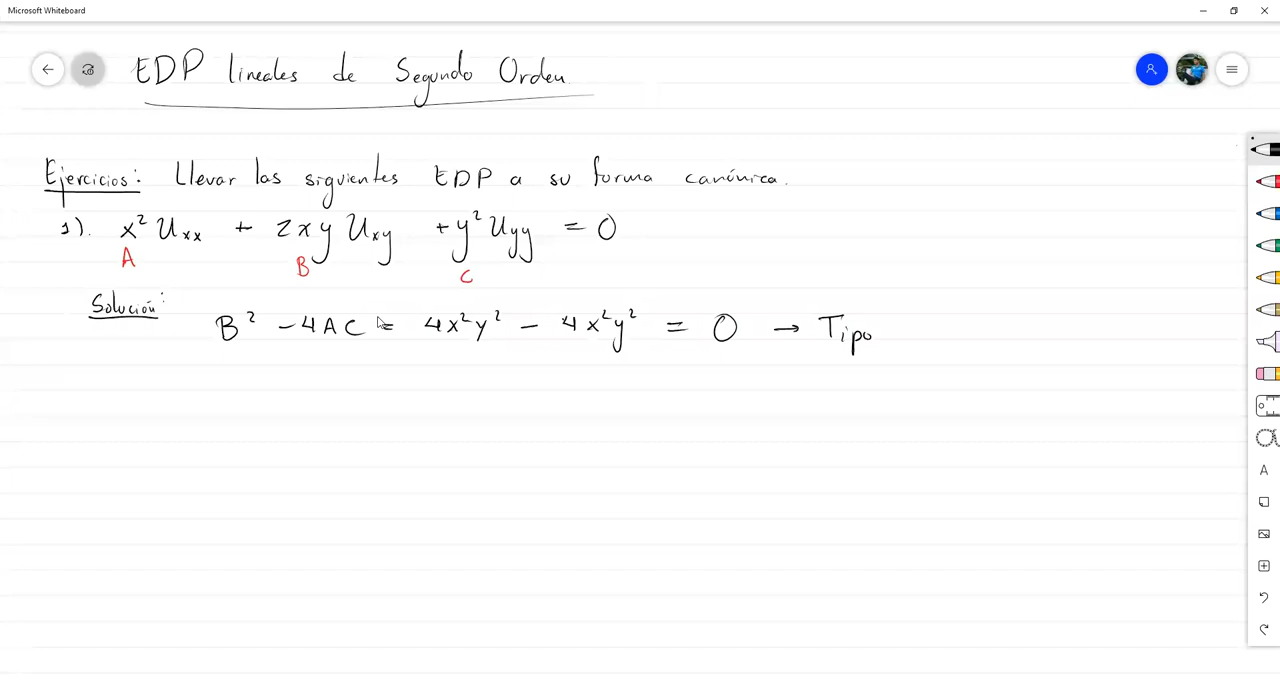 Microsoft Whiteboard
EDP lineales de Segundo Orden
Ejercicios: Llevar las siguientes EDP a su forma canónica.
1). x² Uxx + 2xy Uxy + y² Uyy = 0
A B C
Solución:
B² - 4AC = 4x²y² - 4x²y² = 0 → Tipo
A